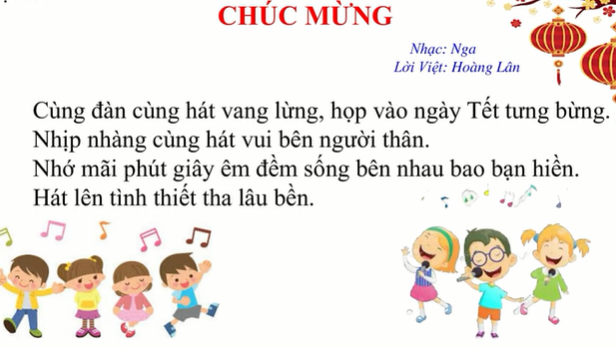 CHÚC MỪNG
Nhạc: Nga
Lời Việt: Hoàng Lân
Cùng đàn cùng hát vang lừng, họp vào ngày Tết tưng bừng.
Nhịp nhàng cùng hát vui bên người thân.
Nhớ mãi phút giây êm đềm sống bên nhau bao bạn hiền.
Hát lên tình thiết tha lâu bền.